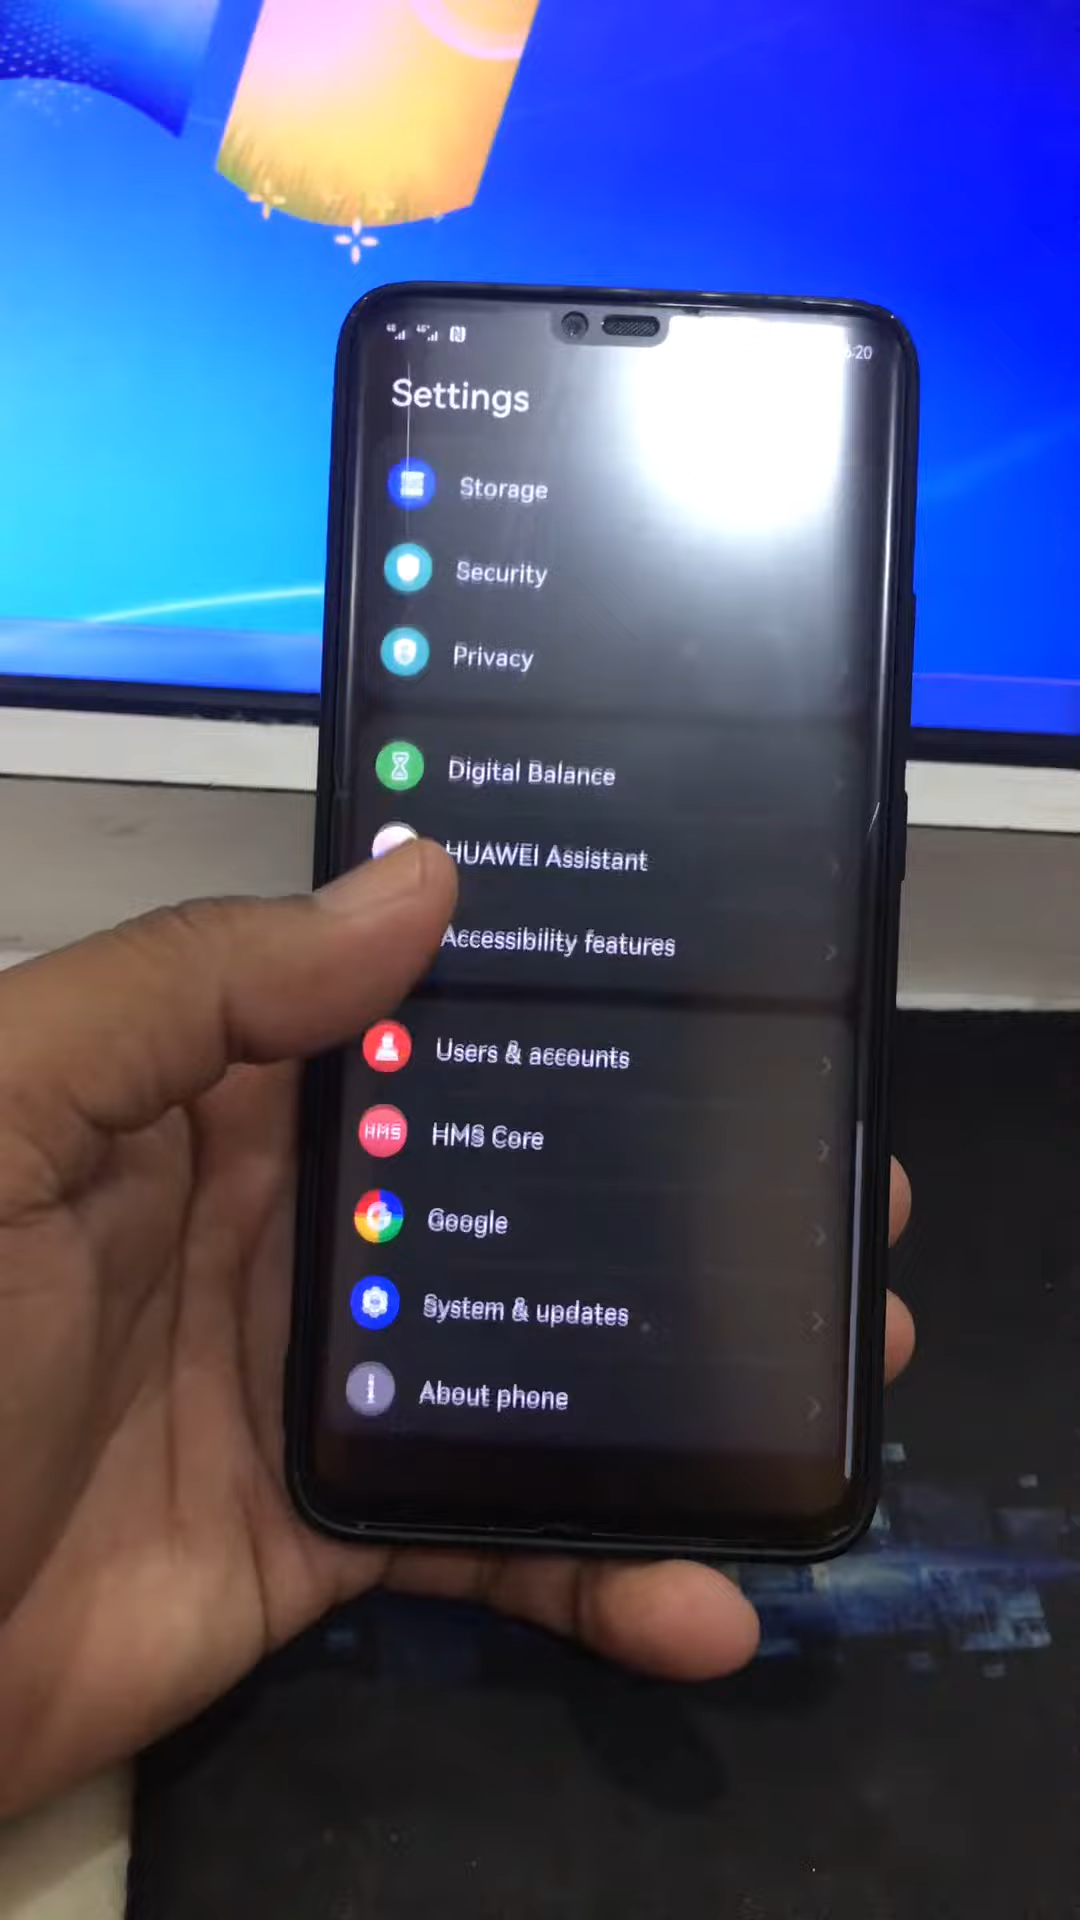 Settings
Storage
Security
Privacy
Digital Balance
HUAWEI Assistant
Accessibility features
Users & accounts
HMS
HMS Core
Google
System & updates
About phone